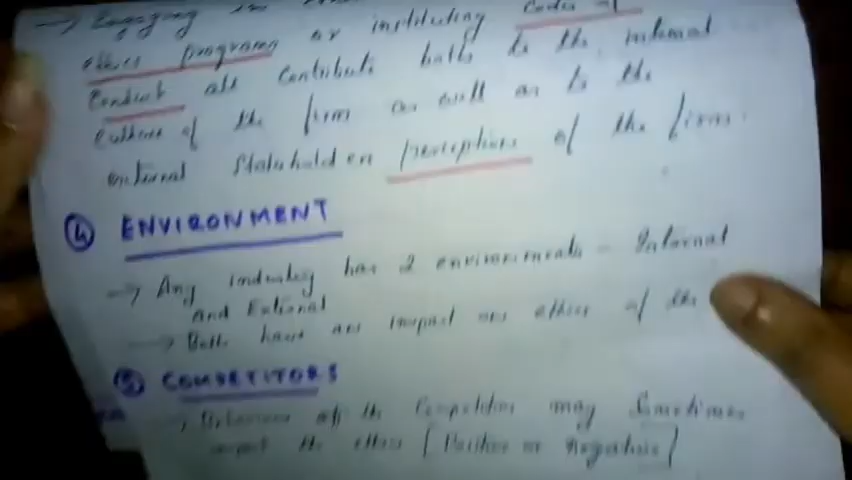 → Engaging in
ethics programs or instituting codes of
Conduct all contribute both to the internal
culture of the firm as well as to the
external Stakeholders perceptions of the firm.
④ ENVIRONMENT
→ Any industry has 2 environments - Internal
and External
→ Both have an impact on ethics of the
⑤ COMPETITORS
→ Behaviour of the Competitors may Sometimes
impact the ethics [Positive or Negative]